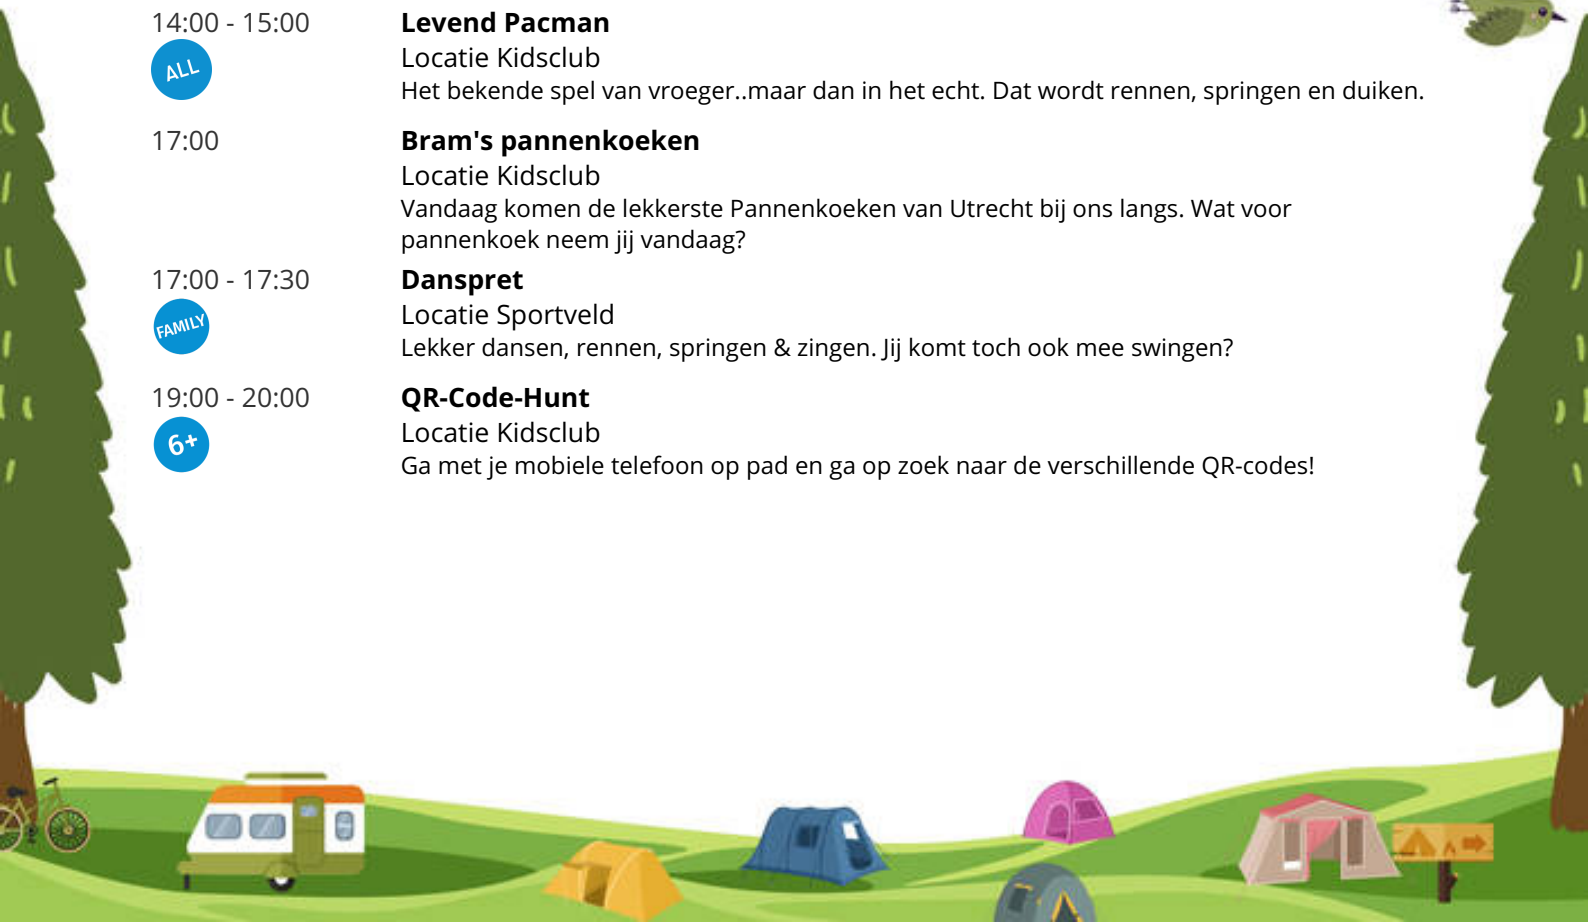 14:00 - 15:00 Levend Pacman
ALL
Locatie Kidsclub
Het bekende spel van vroeger..maar dan in het echt. Dat wordt rennen, springen en duiken.
17:00 Bram's pannenkoeken
Locatie Kidsclub
Vandaag komen de lekkerste Pannenkoeken van Utrecht bij ons langs. Wat voor
pannenkoek neem jij vandaag?
17:00 - 17:30 Danspret
FAMILY
Locatie Sportveld
Lekker dansen, rennen, springen & zingen. Jij komt toch ook mee swingen?
19:00 - 20:00 QR-Code-Hunt
6+
Locatie Kidsclub
Ga met je mobiele telefoon op pad en ga op zoek naar de verschillende QR-codes!